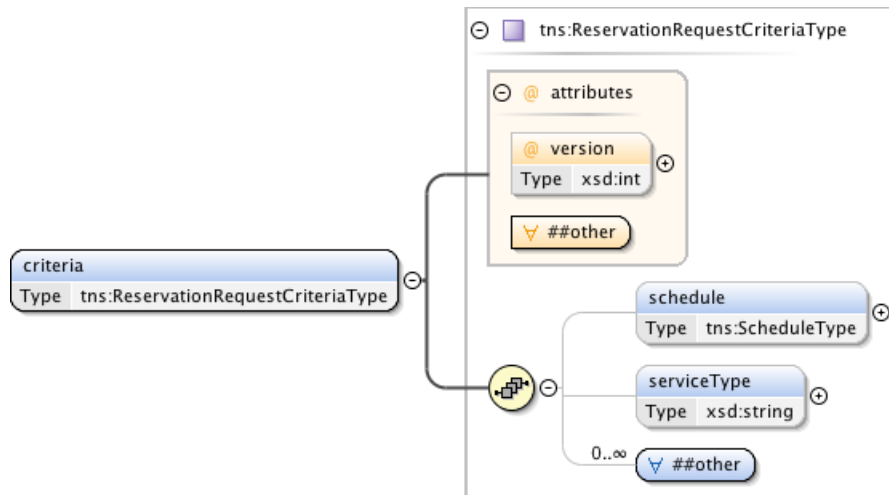 tns:ReservationRequestCriteriaType
@ attributes
@ version
Type xsd:int
∀ ##other
criteria
Type tns:ReservationRequestCriteriaType
schedule
Type tns:ScheduleType
serviceType
Type xsd:string
0..∞
∀ ##other